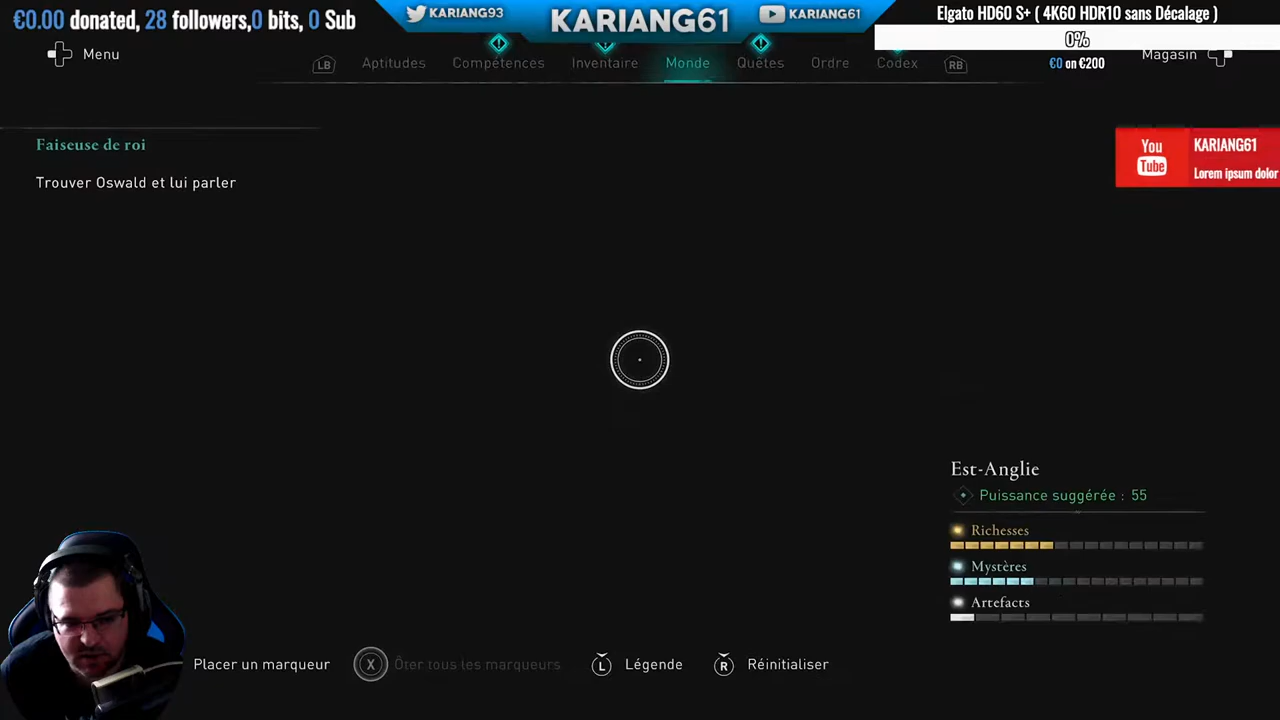 €0.00 donated, 28 followers,0 bits, 0 Sub
KARIANG93
KARIANG61
KARIANG61
Elgato HD60 S+ ( 4K60 HDR10 sans Décalage )
0%
€0 on €200
Menu
LB Aptitudes Compétences Inventaire Monde Quêtes Ordre Codex RB
Magasin
Faiseuse de roi
Trouver Oswald et lui parler
You Tube
KARIANG61
Lorem ipsum dolor
Est-Anglie
Puissance suggérée : 55
Richesses
Mystères
Artefacts
Placer un marqueur X Ôter tous les marqueurs L Légende R Réinitialiser